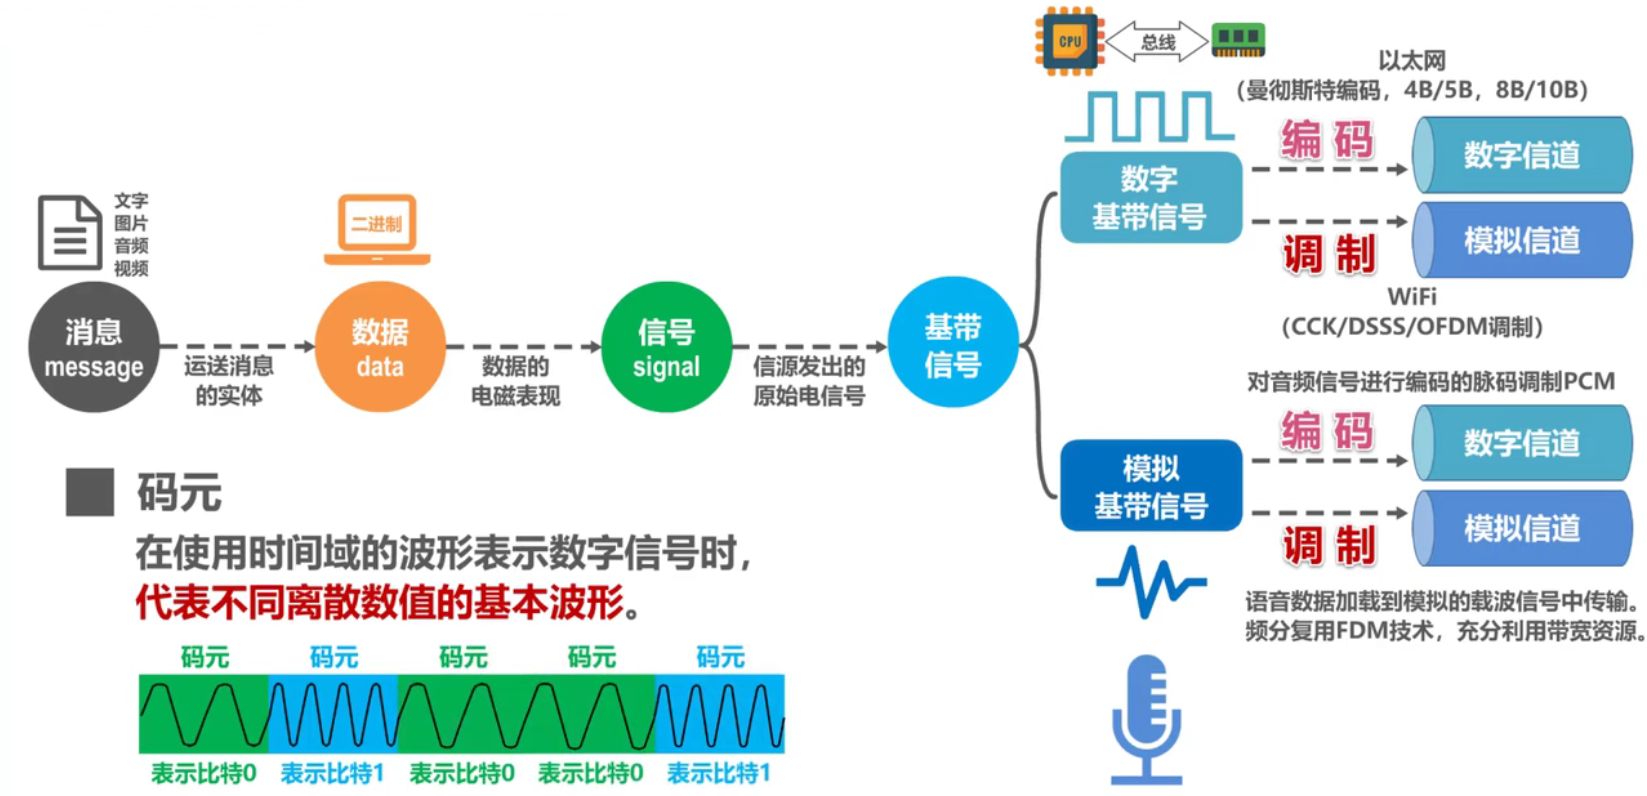 CPU
总线
以太网
（曼彻斯特编码，4B/5B，8B/10B）
编码
数字信道
数字
基带信号
调制
模拟信道
WiFi
（CCK/DSSS/OFDM调制）
文字
图片
音频
视频
二进制
消息
message
运送消息
的实体
数据
data
数据的
电磁表现
信号
signal
信源发出的
原始电信号
基带
信号
对音频信号进行编码的脉码调制PCM
编码
数字信道
模拟
基带信号
调制
模拟信道
语音数据加载到模拟的载波信号中传输。
频分复用FDM技术，充分利用带宽资源。
码元
在使用时间域的波形表示数字信号时，
代表不同离散数值的基本波形。
码元 码元 码元 码元 码元
表示比特0 表示比特1 表示比特0 表示比特0 表示比特1